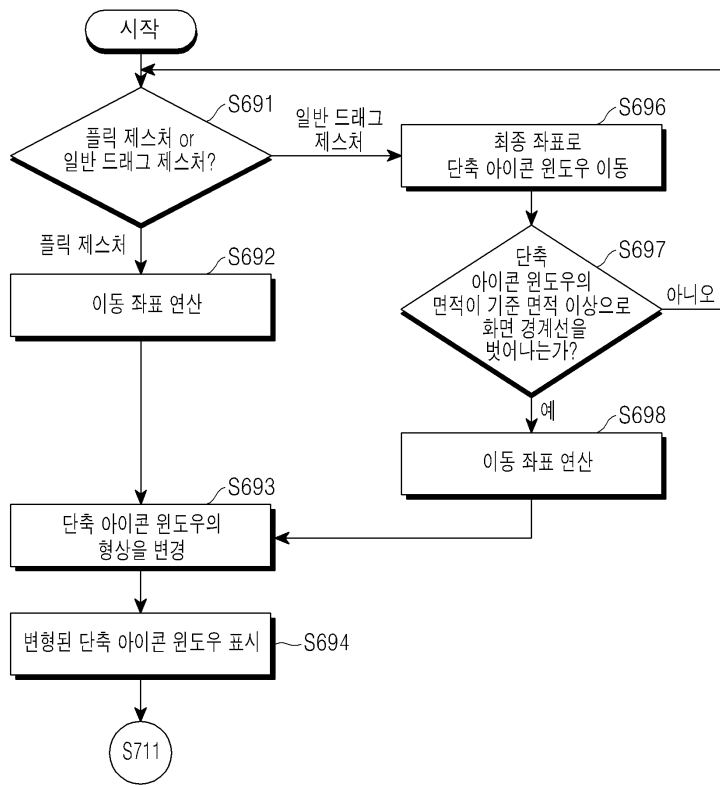 시작
S691
플릭 제스처 or
일반 드래그 제스처?
일반 드래그
제스처
S696
최종 좌표로
단축 아이콘 윈도우 이동
플릭 제스처
S692
이동 좌표 연산
S697
단축
아이콘 윈도우의
면적이 기준 면적 이상으로
화면 경계선을
벗어나는가?
아니오
예
S698
이동 좌표 연산
S693
단축 아이콘 윈도우의
형상을 변경
변형된 단축 아이콘 윈도우 표시
S694
S711